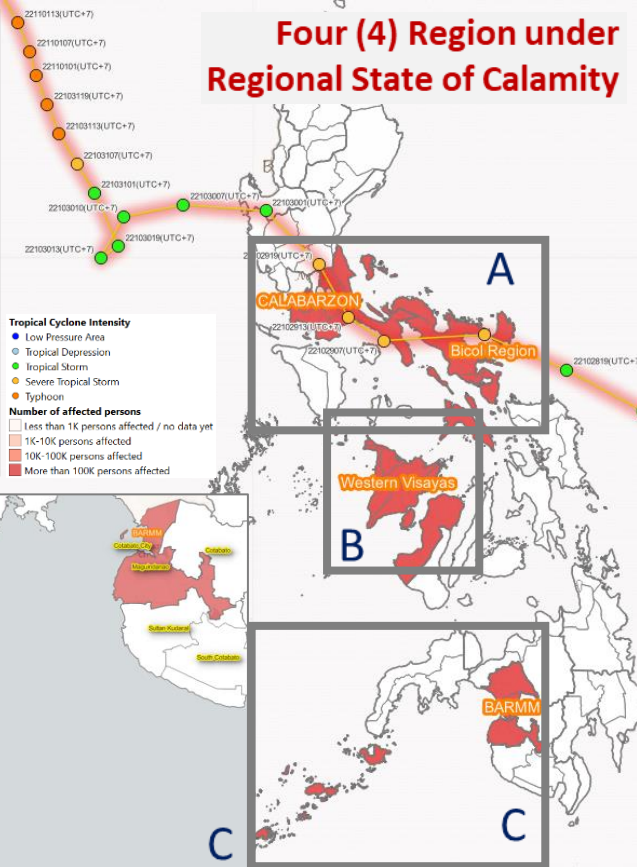 Four (4) Region under
Regional State of Calamity
22110113(UTC+7)
22110107(UTC+7)
22110101(UTC+7)
22103119(UTC+7)
22103113(UTC+7)
22103107(UTC+7)
22103101(UTC+7)
22103010(UTC+7)
22103007(UTC+7)
22103001(UTC+7)
22103019(UTC+7)
22103013(UTC+7)
22102919(UTC+7)
A
CALABARZON
22102913(UTC+7)
22102907(UTC+7)
Bicol Region
22102819(UTC+7)
Tropical Cyclone Intensity
Low Pressure Area
Tropical Depression
Tropical Storm
Severe Tropical Storm
Typhoon
Number of affected persons
Less than 1K persons affected / no data yet
1K-10K persons affected
10K-100K persons affected
More than 100K persons affected
Western Visayas
B
BARMM
Cotabato City
Cotabato
Maguindanao
Sultan Kudarat
South Cotabato
BARMM
C
C